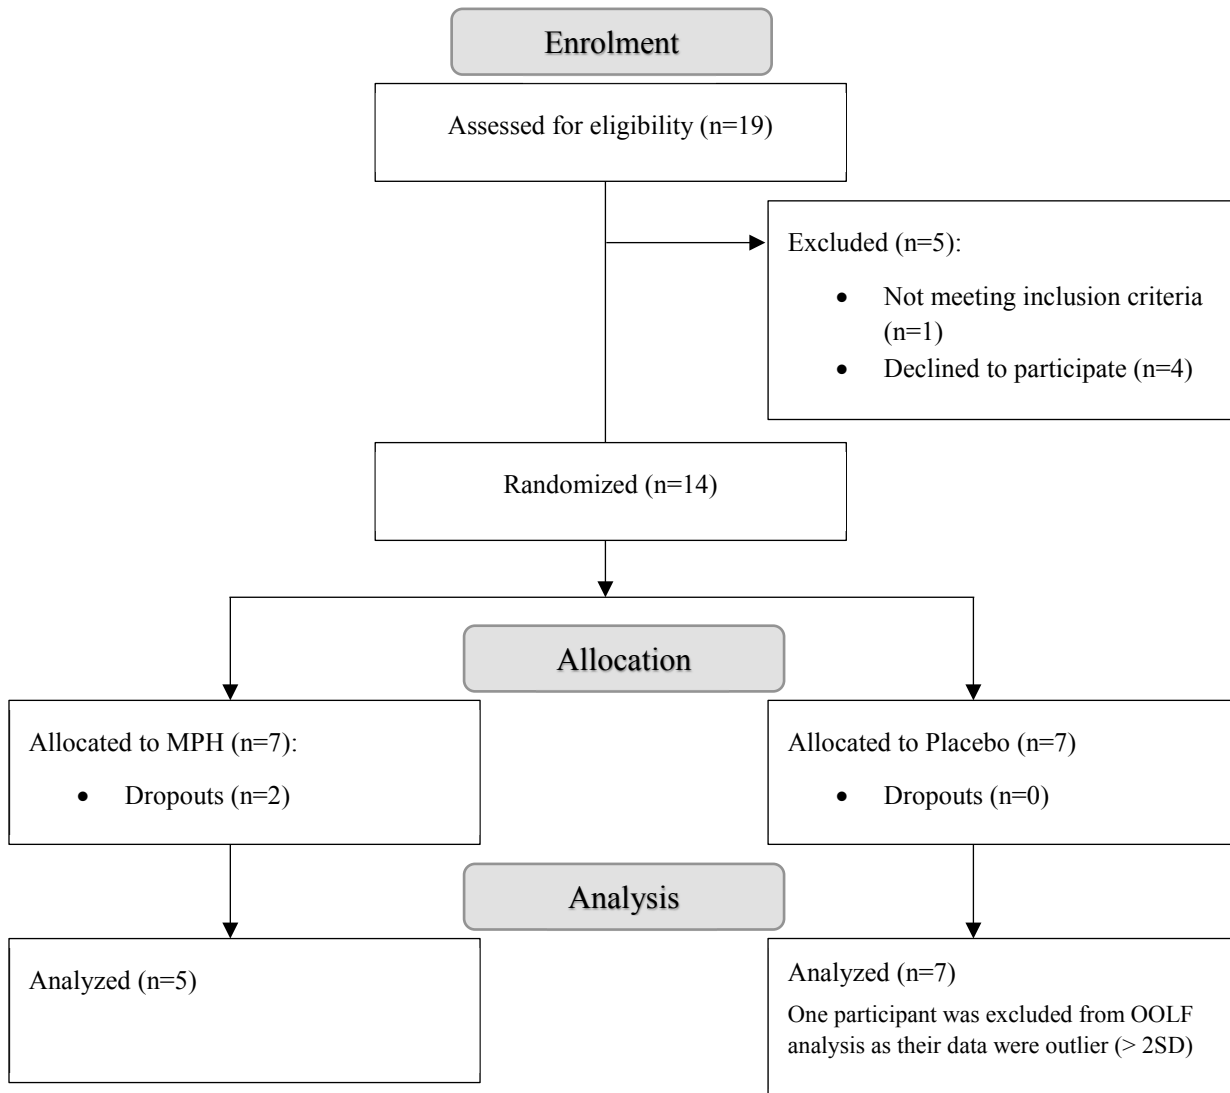 Enrolment
Assessed for eligibility (n=19)
Excluded (n=5):
• Not meeting inclusion criteria
(n=1)
• Declined to participate (n=4)
Randomized (n=14)
Allocation
Allocated to MPH (n=7):
• Dropouts (n=2)
Allocated to Placebo (n=7)
• Dropouts (n=0)
Analysis
Analyzed (n=5)
Analyzed (n=7)
One participant was excluded from OOLF
analysis as their data were outlier (> 2SD)